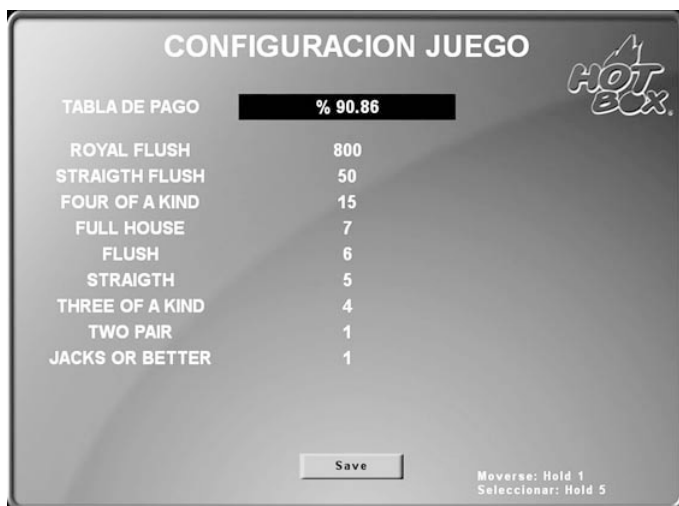 CONFIGURACION JUEGO
HOT
BOX.
TABLA DE PAGO % 90.86
ROYAL FLUSH 800
STRAIGTH FLUSH 50
FOUR OF A KIND 15
FULL HOUSE 7
FLUSH 6
STRAIGTH 5
THREE OF A KIND 4
TWO PAIR 1
JACKS OR BETTER 1
Save
Moverse: Hold 1
Seleccionar: Hold 5